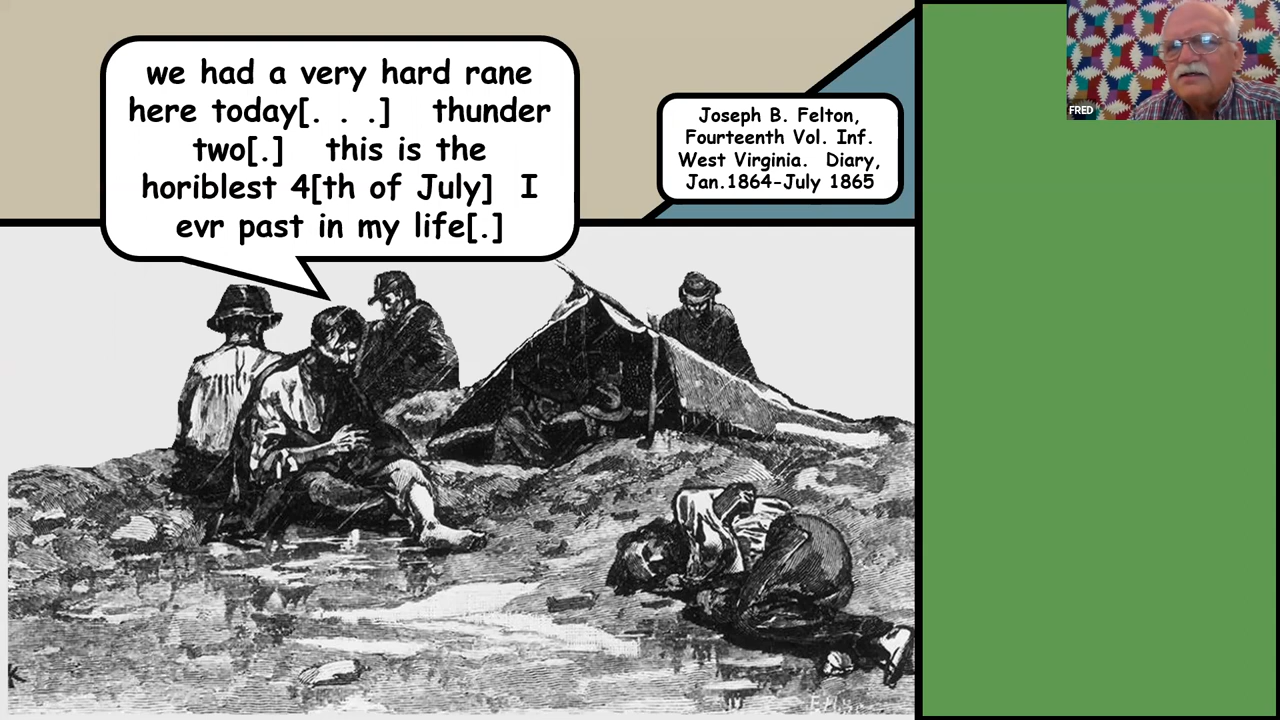 we had a very hard rane
here today[. . .] thunder
two[.] this is the
horiblest 4[th of July] I
evr past in my life[.]
Joseph B. Felton,
Fourteenth Vol. Inf.
West Virginia. Diary,
Jan.1864-July 1865
FRED